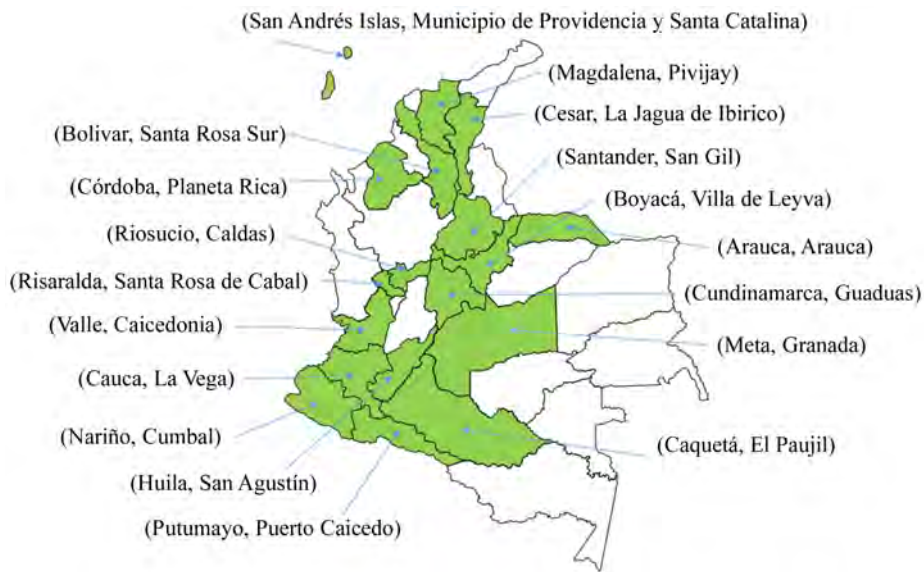 (San Andrés Islas, Municipio de Providencia y Santa Catalina)
(Magdalena, Pivijay)
(Cesar, La Jagua de Ibirico)
(Bolivar, Santa Rosa Sur)
(Santander, San Gil)
(Córdoba, Planeta Rica)
(Boyacá, Villa de Leyva)
(Riosucio, Caldas)
(Arauca, Arauca)
(Risaralda, Santa Rosa de Cabal)
(Cundinamarca, Guaduas)
(Valle, Caicedonia)
(Meta, Granada)
(Cauca, La Vega)
(Nariño, Cumbal)
(Caquetá, El Paujil)
(Huila, San Agustín)
(Putumayo, Puerto Caicedo)